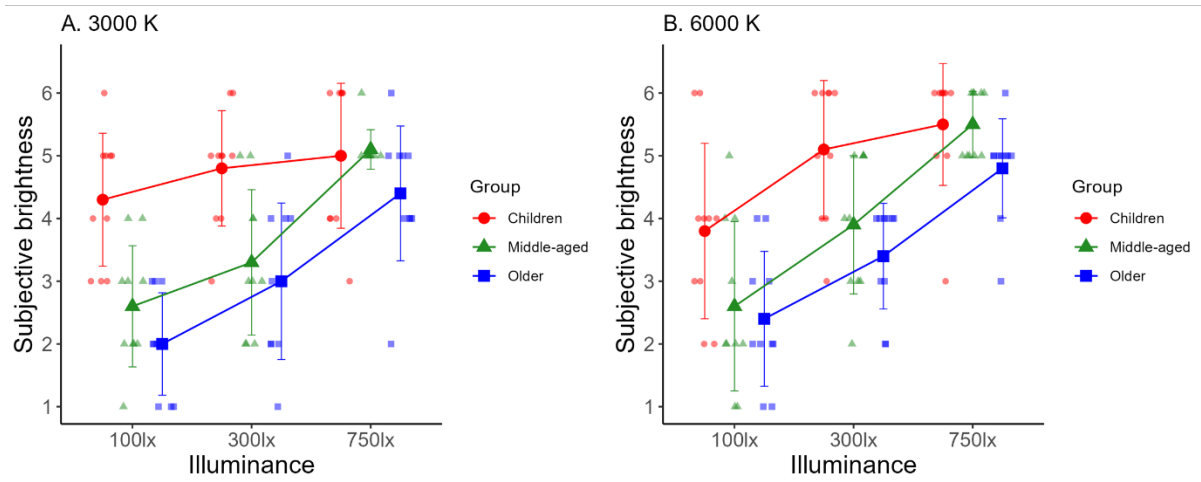 A. 3000 K
Subjective brightness
6
5
4
3
2
1
100lx
300lx
750lx
Illuminance
Group
Children
Middle-aged
Older
B. 6000 K
Subjective brightness
6
5
4
3
2
1
100lx
300lx
750lx
Illuminance
Group
Children
Middle-aged
Older